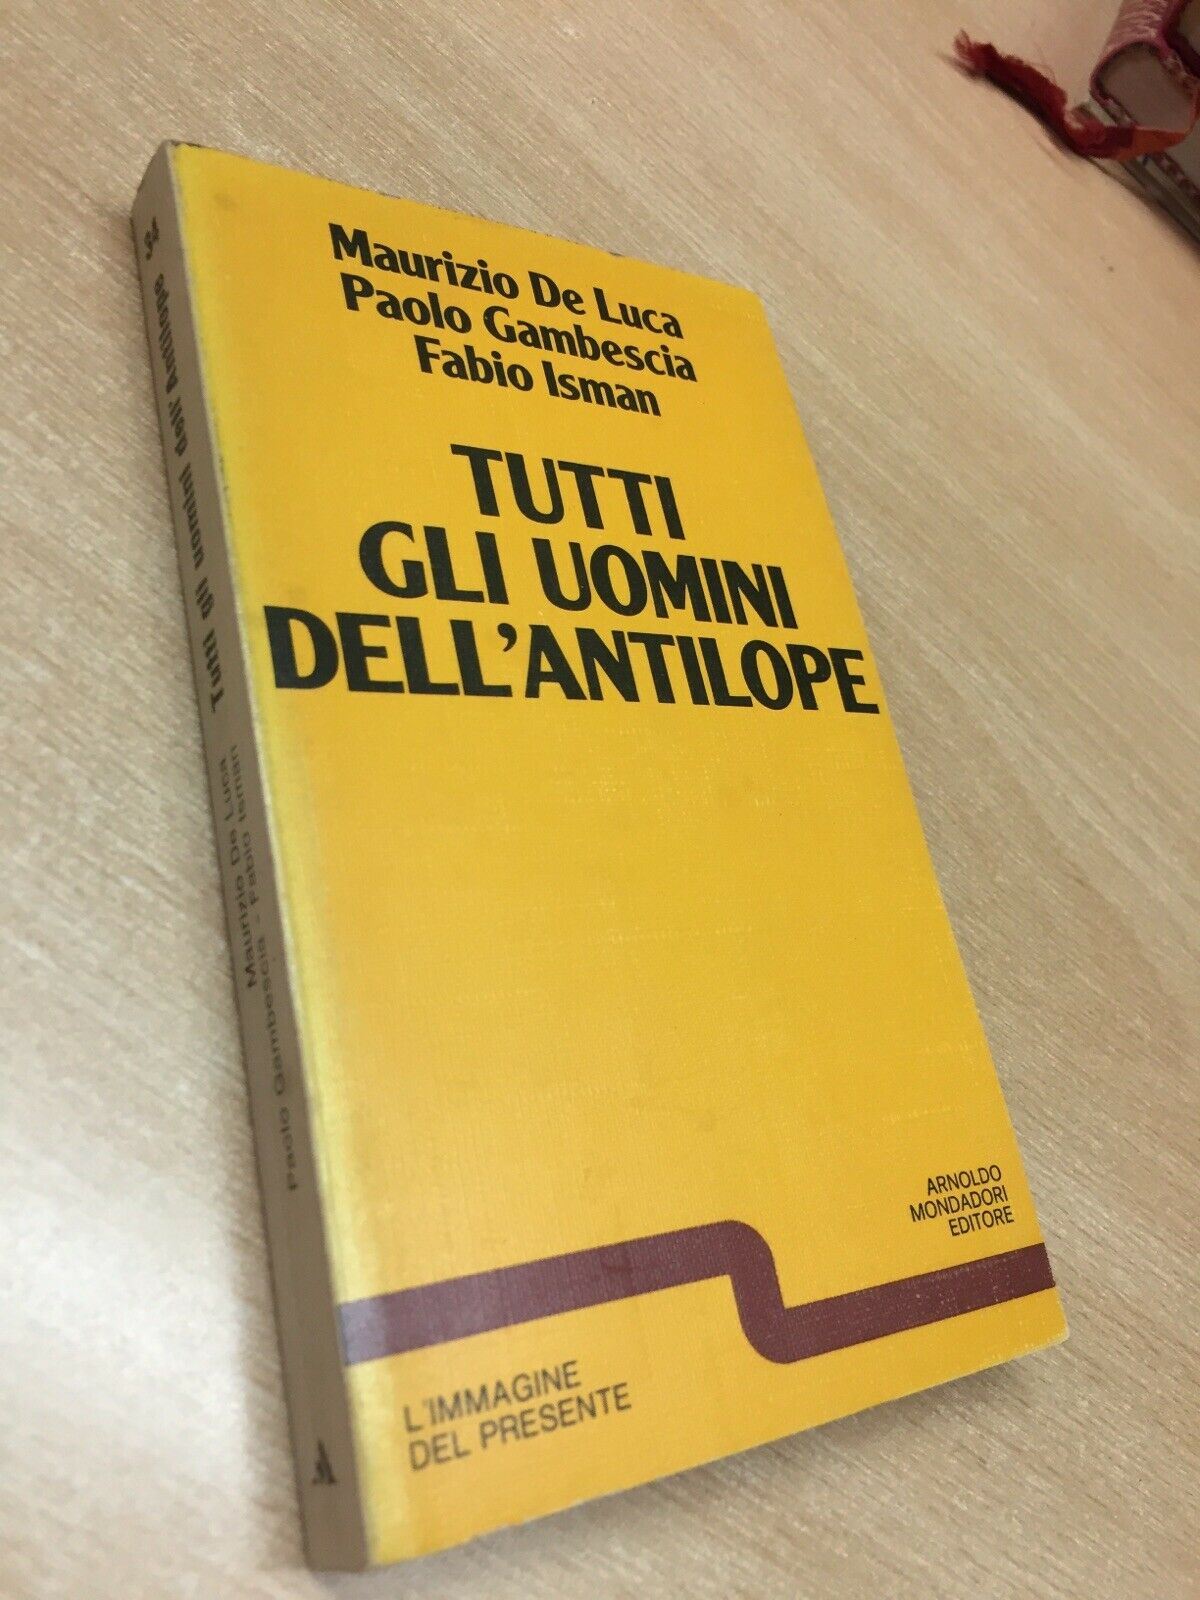 Maurizio De Luca
Paolo Gambescia
Fabio Isman
TUTTI
GLI UOMINI
DELL'ANTILOPE
ARNOLDO
MONDADORI
EDITORE
L'IMMAGINE
DEL PRESENTE
Maurizio De Luca
Paolo Gambescia - Fabio Isman
Tutti gli uomini dell'Antilope